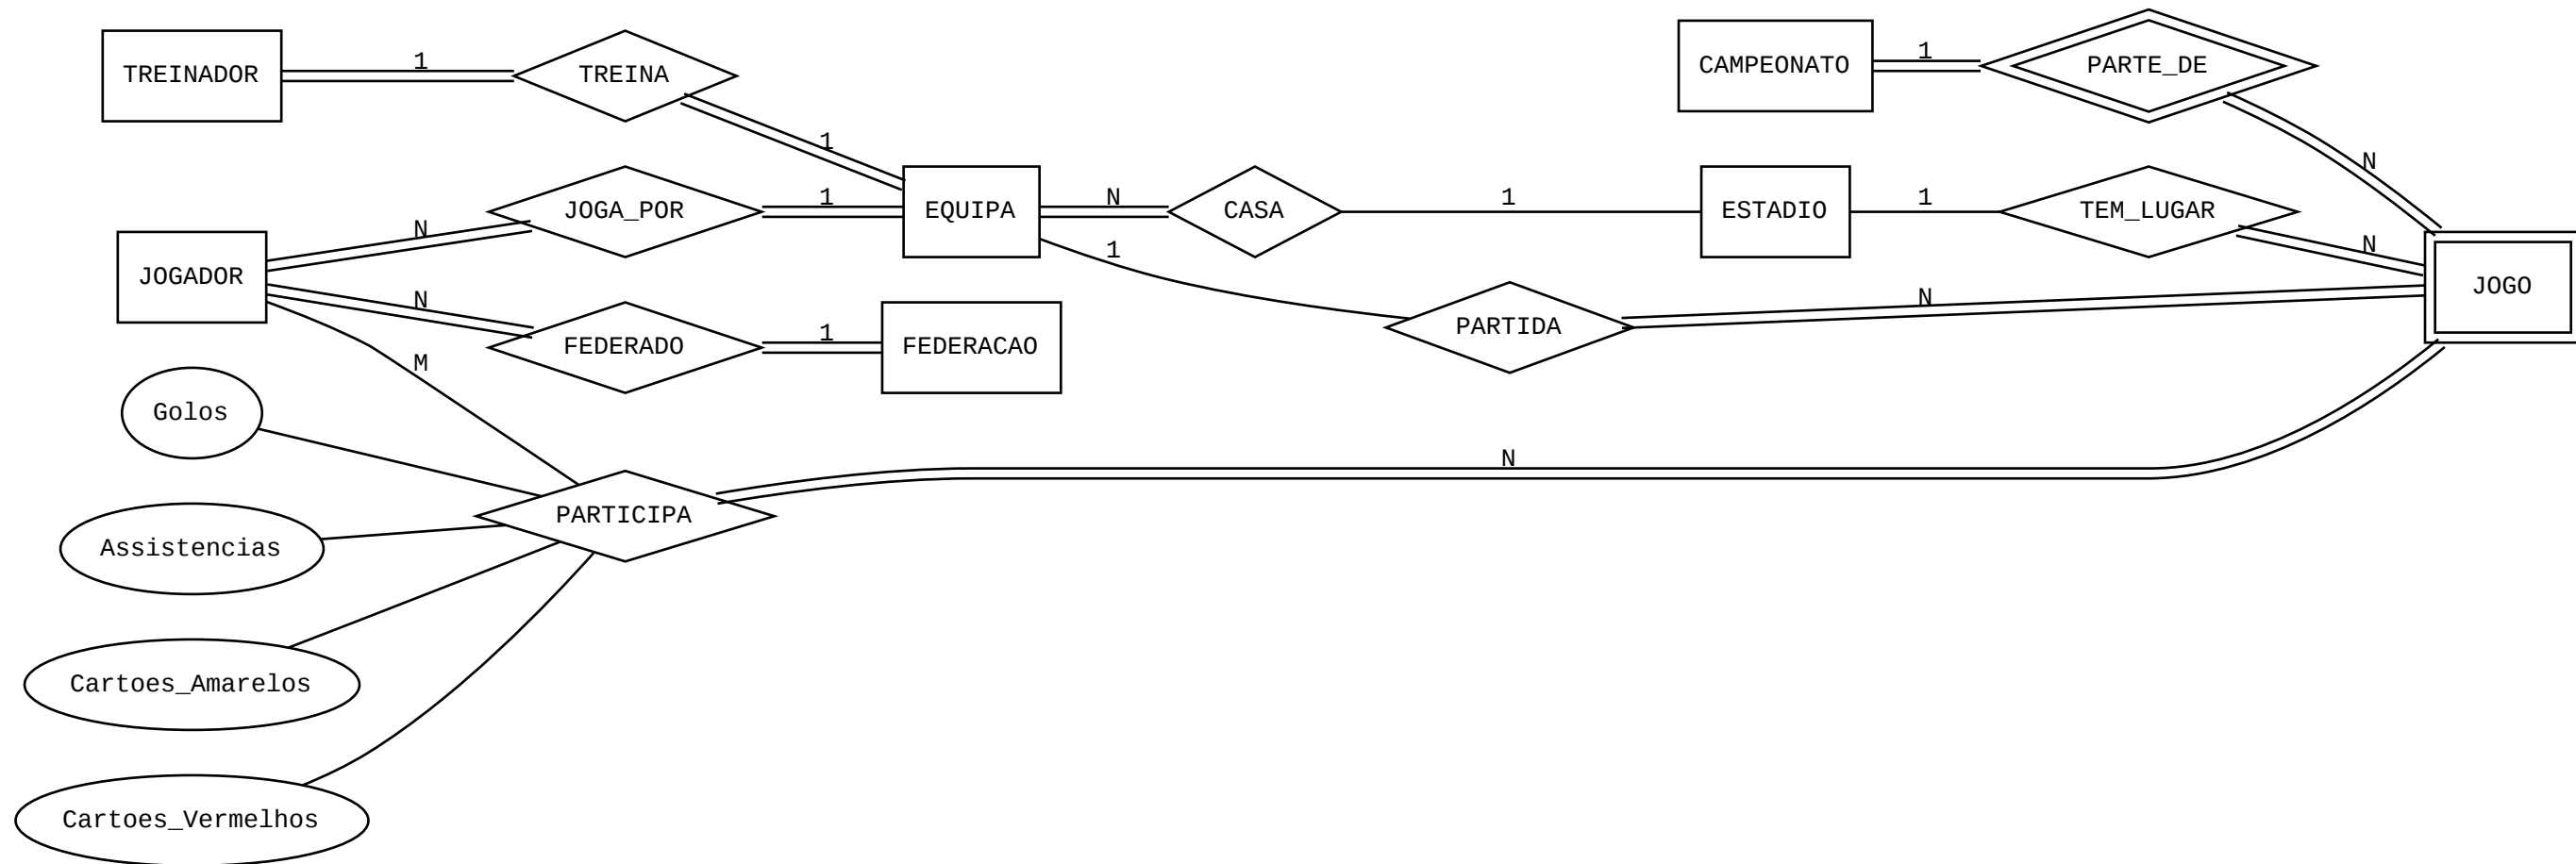 TREINADOR
1
TREINA
1
CAMPEONATO
1
PARTE_DE
N
JOGADOR
N
JOGA_POR
1
EQUIPA
N
CASA
1
ESTADIO
1
TEM_LUGAR
N
JOGO
1
PARTIDA
N
N
FEDERADO
1
FEDERACAO
M
Golos
N
PARTICIPA
Assistencias
Cartoes_Amarelos
Cartoes_Vermelhos